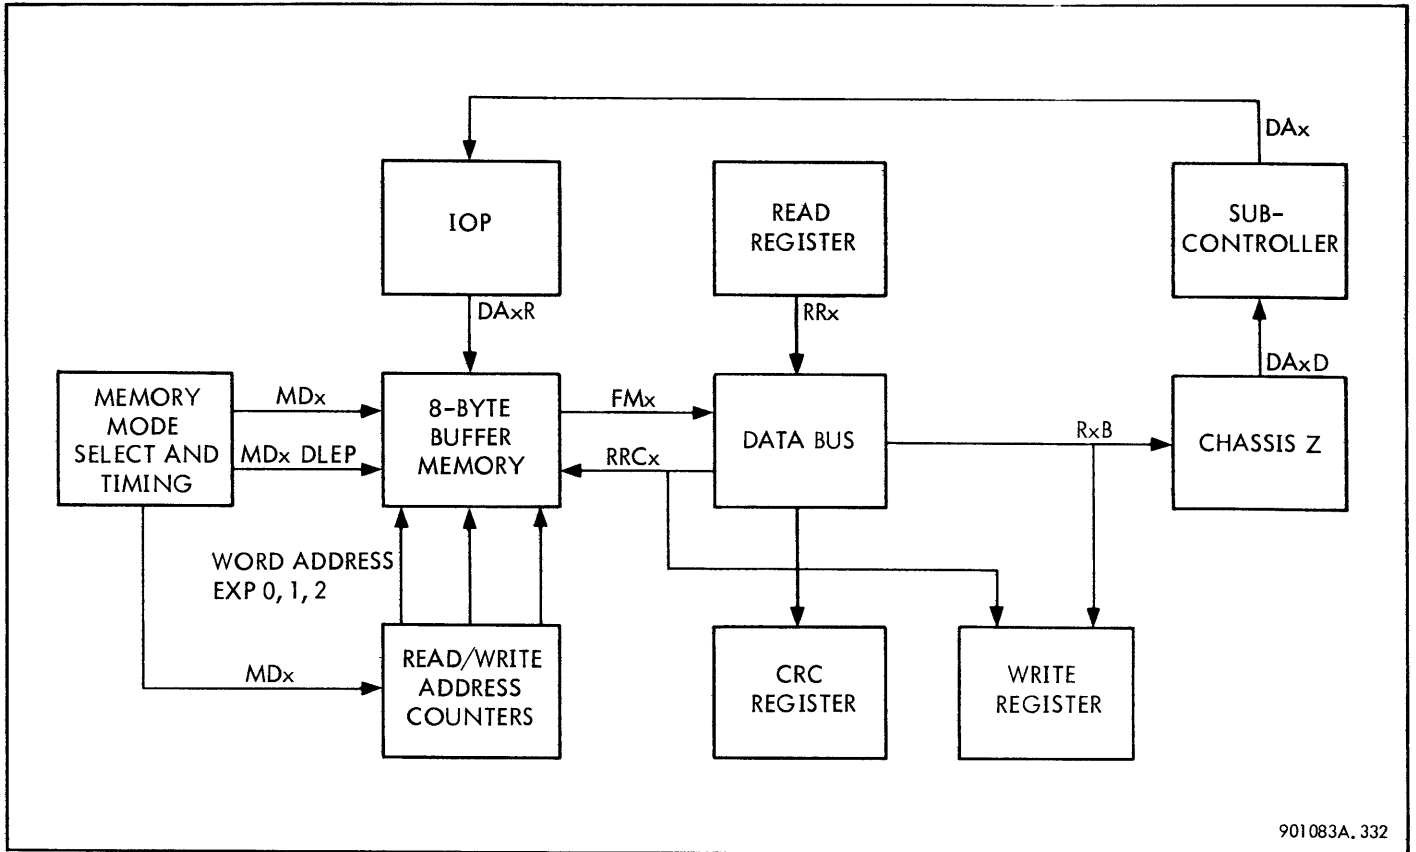 DAx
IOP
READ
REGISTER
SUB-
CONTROLLER
DAxR
RRx
DAxD
MEMORY
MODE
SELECT AND
TIMING
MDx
MDx DLEP
8-BYTE
BUFFER
MEMORY
FMx
RRCx
DATA BUS
RxB
CHASSIS Z
WORD ADDRESS
EXP 0, 1, 2
MDx
READ/WRITE
ADDRESS
COUNTERS
CRC
REGISTER
WRITE
REGISTER
901083A. 332